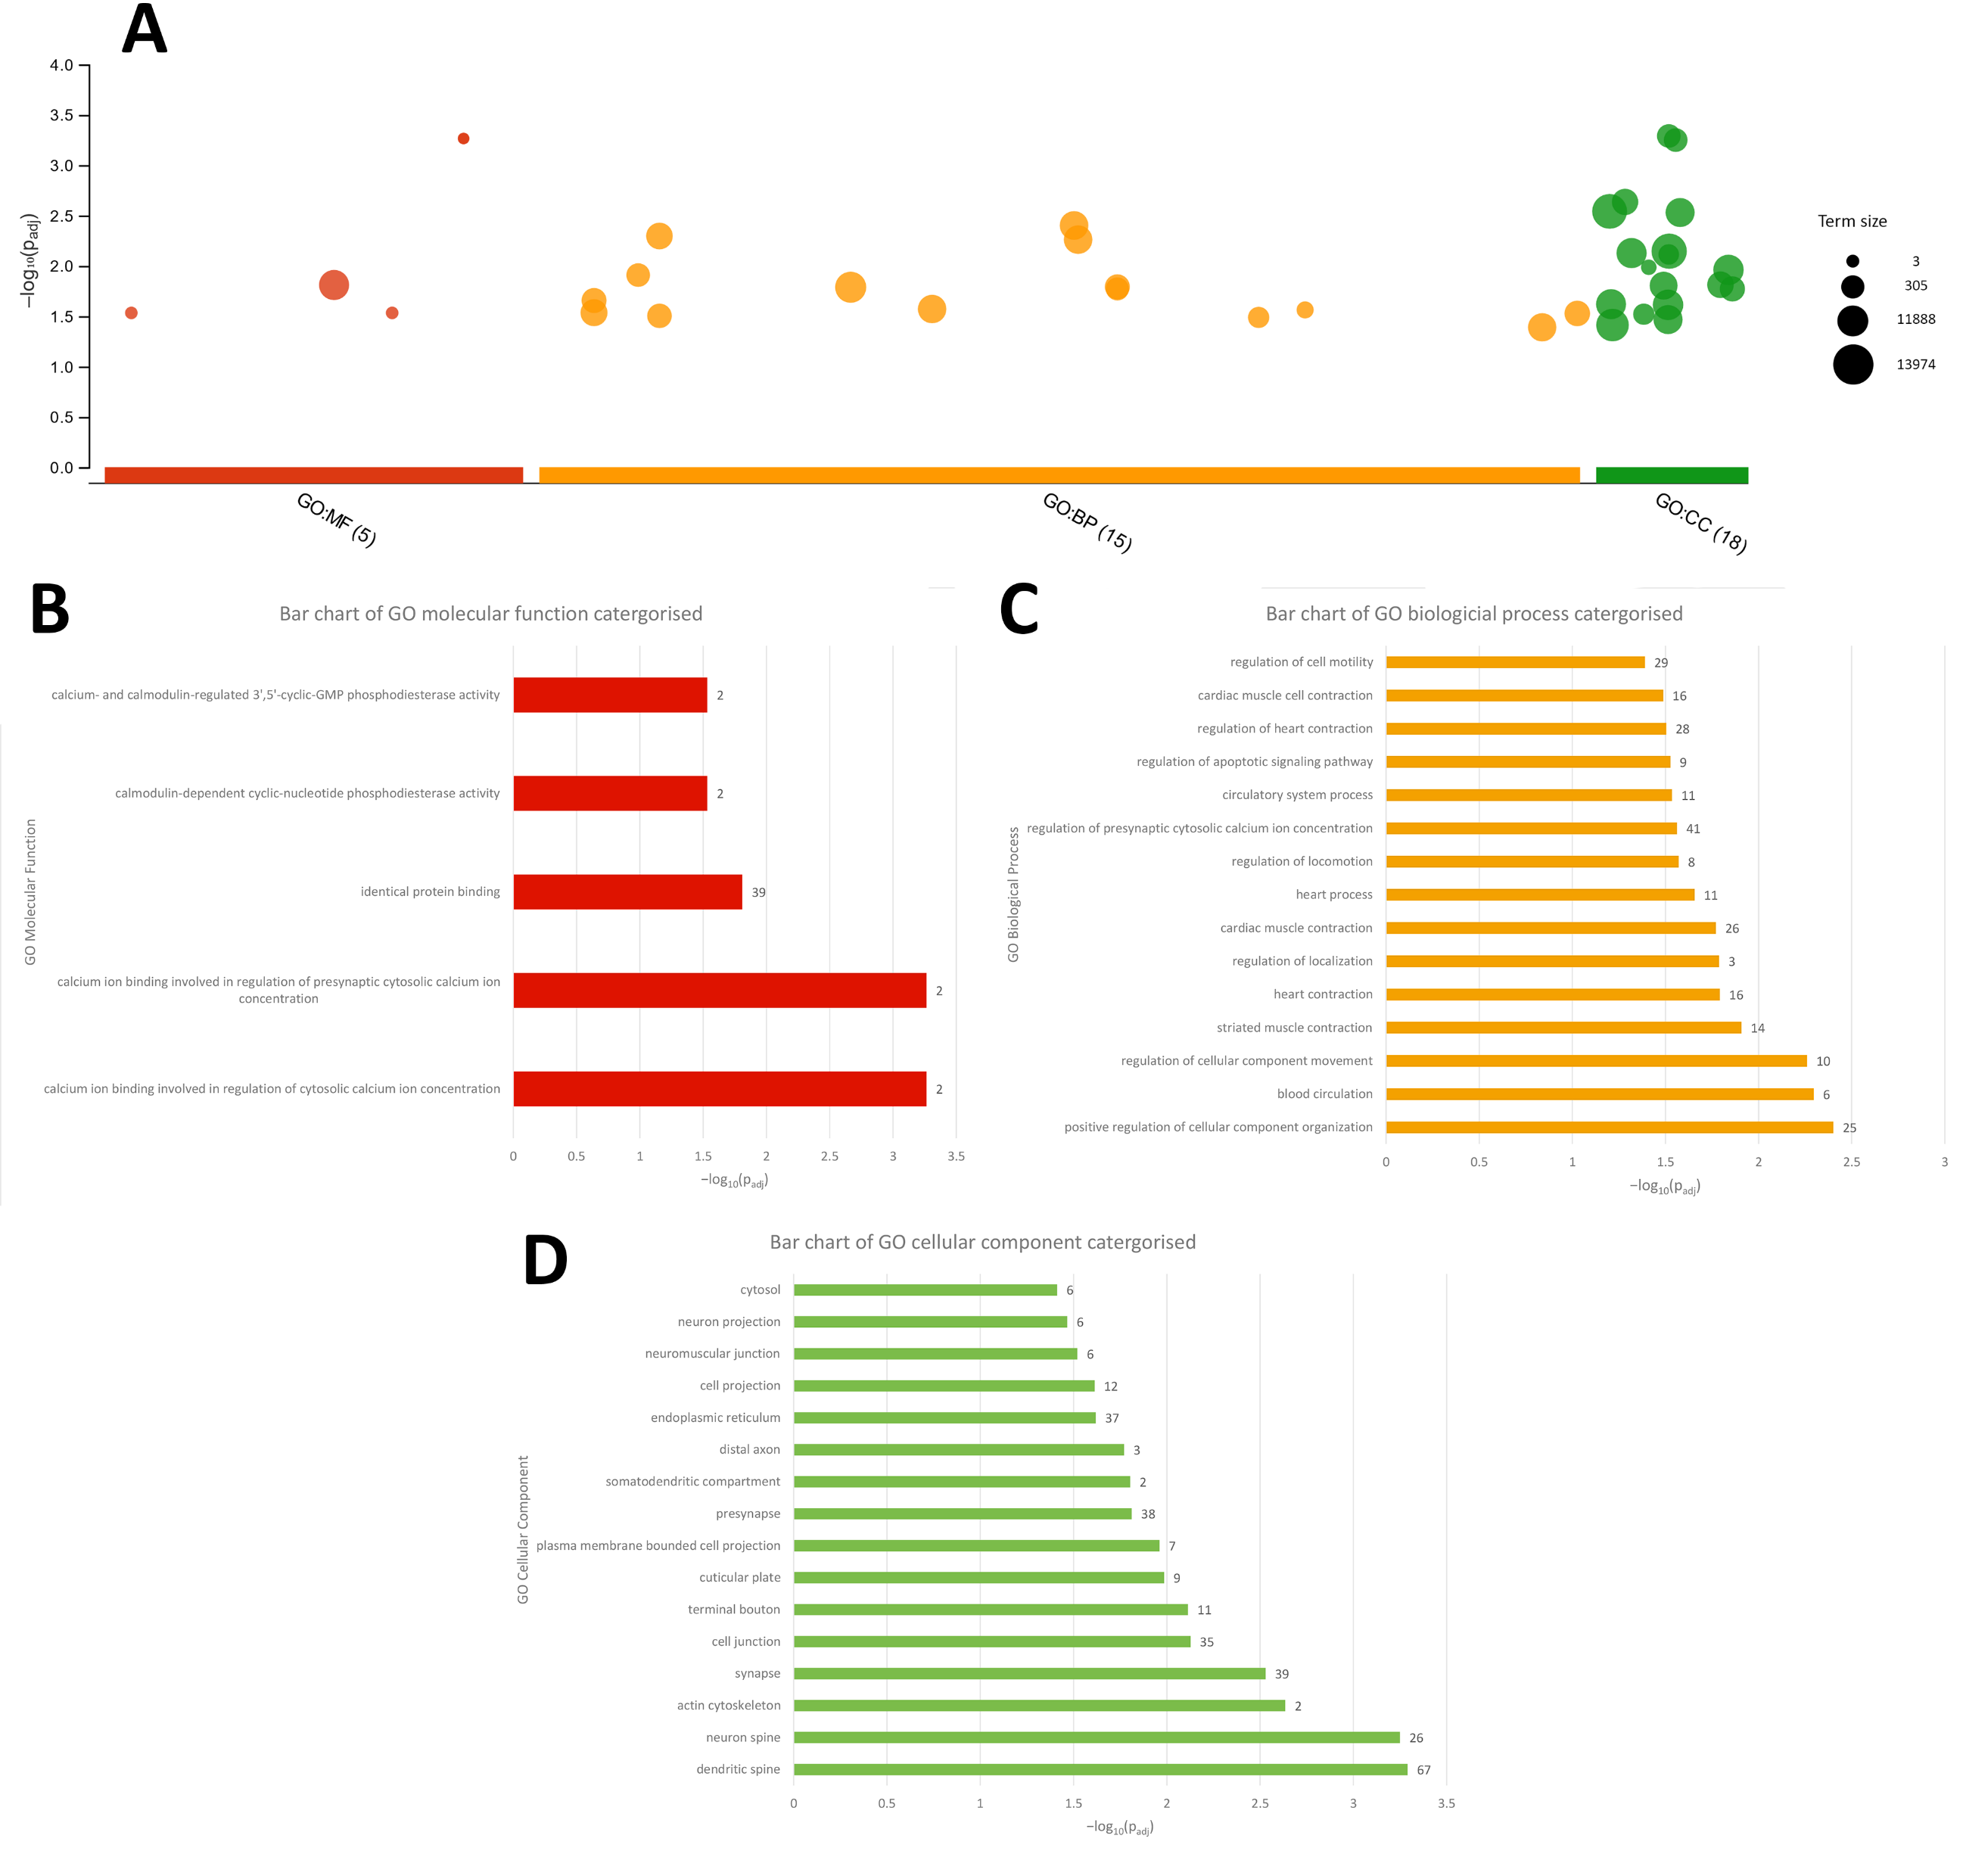 A
4.0
3.5
3.0
2.5
2.0
1.5
1.0
0.5
0.0
−log10(padj)
GO:MF (5)
GO:BP (15)
GO:CC (18)
Term size
3
305
11888
13974
B
Bar chart of GO molecular function catergorised
GO Molecular Function
calcium- and calmodulin-regulated 3',5'-cyclic-GMP phosphodiesterase activity 2
calmodulin-dependent cyclic-nucleotide phosphodiesterase activity 2
identical protein binding 39
calcium ion binding involved in regulation of presynaptic cytosolic calcium ion
concentration 2
calcium ion binding involved in regulation of cytosolic calcium ion concentration 2
0 0.5 1 1.5 2 2.5 3 3.5
−log10(padj)
C
Bar chart of GO biologicial process catergorised
GO Biological Process
regulation of cell motility 29
cardiac muscle cell contraction 16
regulation of heart contraction 28
regulation of apoptotic signaling pathway 9
circulatory system process 11
regulation of presynaptic cytosolic calcium ion concentration 41
regulation of locomotion 8
heart process 11
cardiac muscle contraction 26
regulation of localization 3
heart contraction 16
striated muscle contraction 14
regulation of cellular component movement 10
blood circulation 6
positive regulation of cellular component organization 25
0 0.5 1 1.5 2 2.5 3
−log10(padj)
D
Bar chart of GO cellular component catergorised
GO Cellular Component
cytosol 6
neuron projection 6
neuromuscular junction 6
cell projection 12
endoplasmic reticulum 37
distal axon 3
somatodendritic compartment 2
presynapse 38
plasma membrane bounded cell projection 7
cuticular plate 9
terminal bouton 11
cell junction 35
synapse 39
actin cytoskeleton 2
neuron spine 26
dendritic spine 67
0 0.5 1 1.5 2 2.5 3 3.5
−log10(padj)